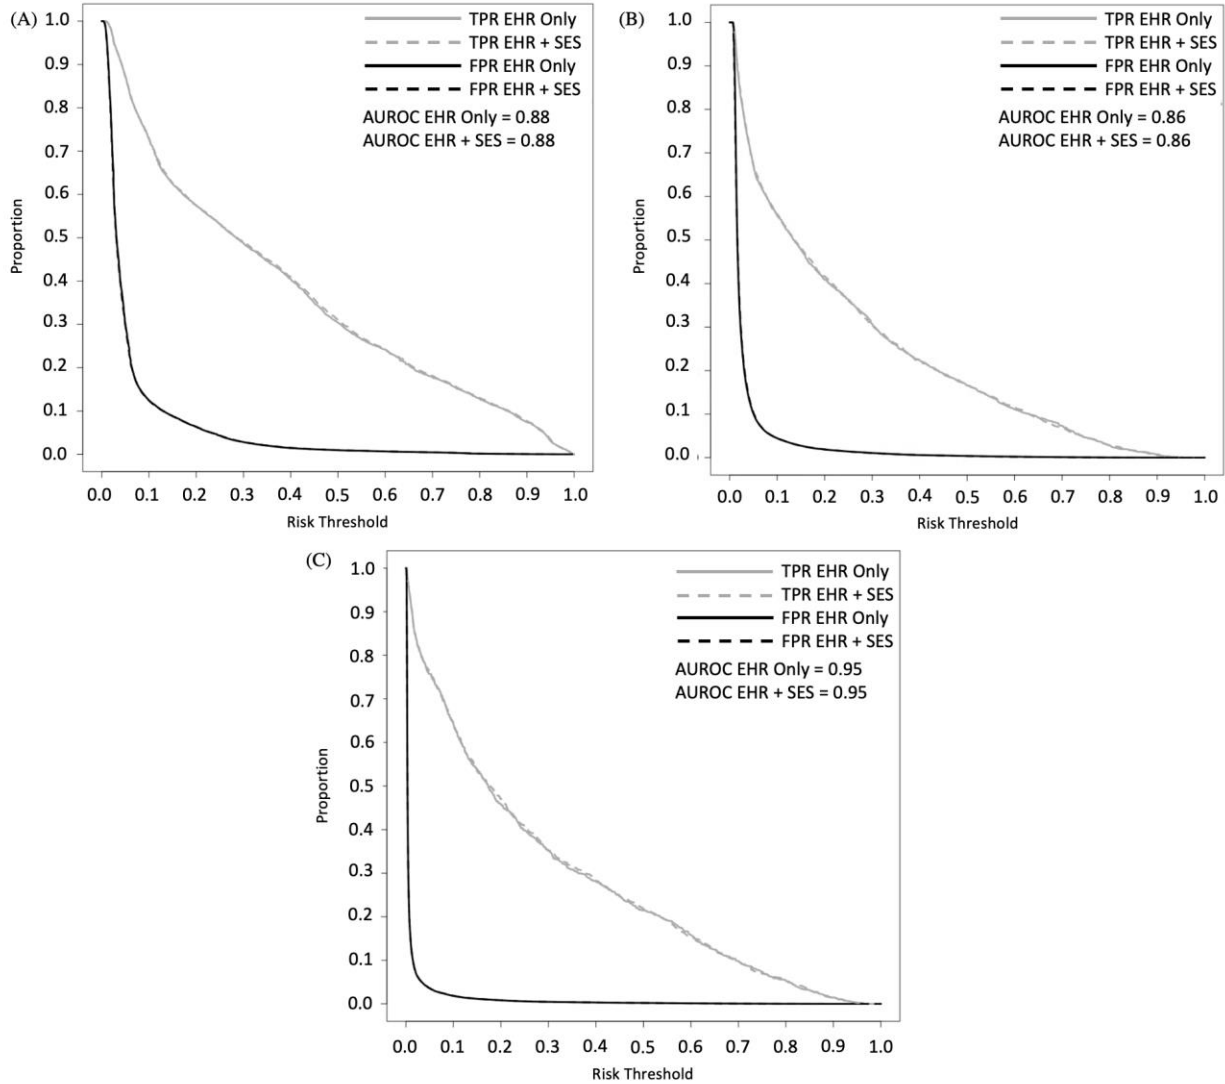 (A)
TPR EHR Only
TPR EHR + SES
FPR EHR Only
FPR EHR + SES
AUROC EHR Only = 0.88
AUROC EHR + SES = 0.88
1.0
0.9
0.8
0.7
0.6
0.5
0.4
0.3
0.2
0.1
0.0
Proportion
0.0 0.1 0.2 0.3 0.4 0.5 0.6 0.7 0.8 0.9 1.0
Risk Threshold
(B)
TPR EHR Only
TPR EHR + SES
FPR EHR Only
FPR EHR + SES
AUROC EHR Only = 0.86
AUROC EHR + SES = 0.86
1.0
0.9
0.8
0.7
0.6
0.5
0.4
0.3
0.2
0.1
0.0
Proportion
0.0 0.1 0.2 0.3 0.4 0.5 0.6 0.7 0.8 0.9 1.0
Risk Threshold
(C)
TPR EHR Only
TPR EHR + SES
FPR EHR Only
FPR EHR + SES
AUROC EHR Only = 0.95
AUROC EHR + SES = 0.95
1.0
0.9
0.8
0.7
0.6
0.5
0.4
0.3
0.2
0.1
0.0
Proportion
0.0 0.1 0.2 0.3 0.4 0.5 0.6 0.7 0.8 0.9 1.0
Risk Threshold